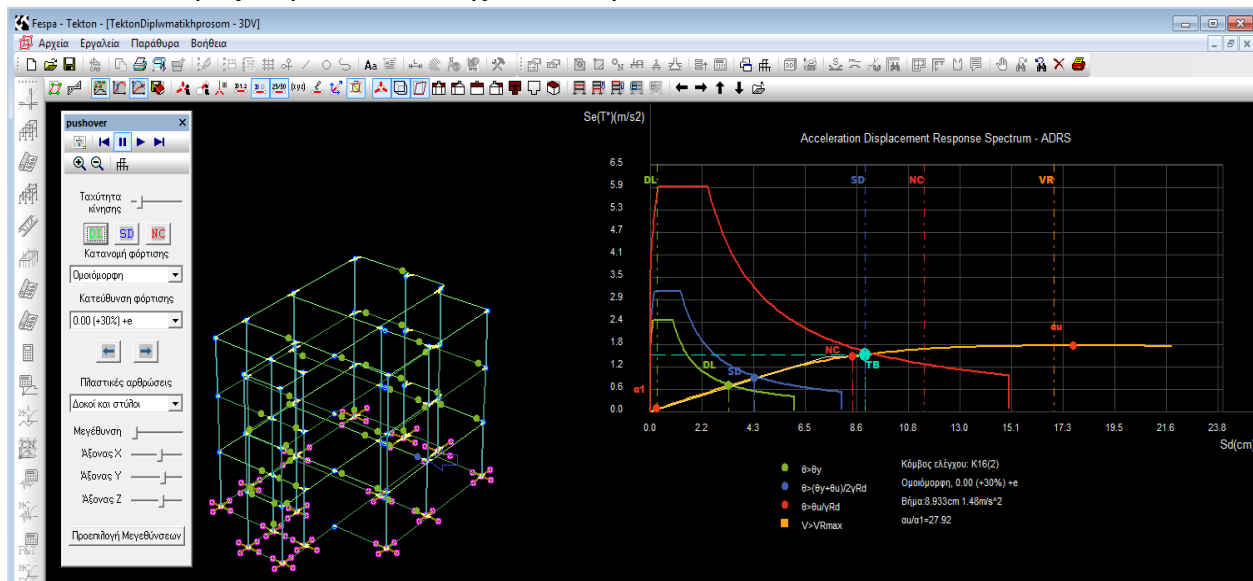 Fespa - Tekton - [TektonDiplwmatikhprosom - 3DV]
Αρχεία Εργαλεία Παράθυρα Βοήθεια
pushover
Ταχύτητα
κίνησης
DL SD NC
Κατανομή φόρτισης
Ομοιόμορφη
Κατεύθυνση φόρτισης
0.00 (+30%) +e
Πλαστικές αρθρώσεις
Δοκοί και στύλοι
Μεγέθυνση
Άξονας X
Άξονας Y
Άξονας Z
Προεπιλογή Μεγεθύνσεων
Se(T*)(m/s2)
Acceleration Displacement Response Spectrum - ADRS
6.5
5.9
5.3
4.7
4.1
3.5
2.9
2.4
1.8
1.2
0.6
0.0
DL SD NC VR
DL
SD
NC
TB
αu
α1
0.0 2.2 4.3 6.5 8.6 10.8 13.0 15.1 17.3 19.5 21.6 23.8
Sd(cm)
θ>θy
θ>(θy+θu)/2γRd
θ>θu/γRd
V>VRmax
Κόμβος ελέγχου: K16(2)
Ομοιόμορφη, 0.00 (+30%) +e
Βήμα:8.933cm 1.48m/s^2
αu/α1=27.92